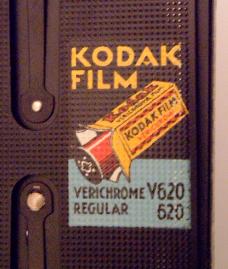 KODAK
FILM
KODAK FILM
VERICHROME V620
REGULAR 620